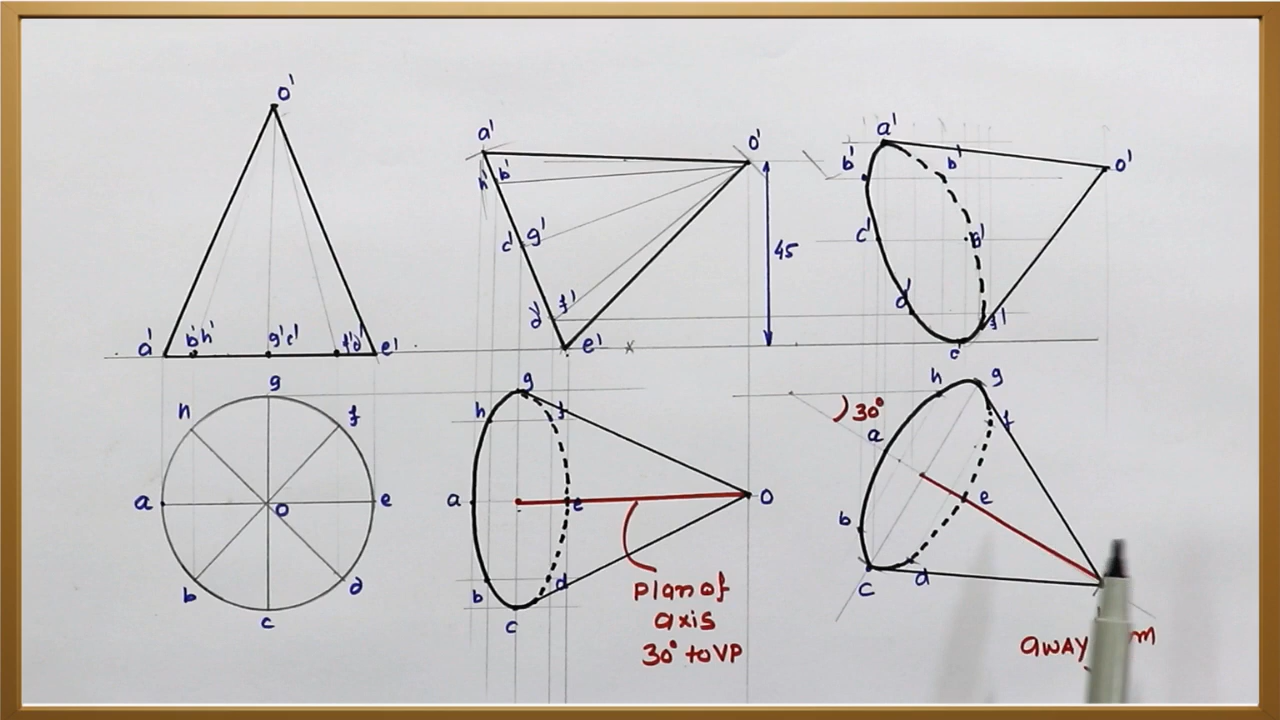 o'
a'
b'h'
g'c'
f'd'
e'
g
h
f
a
o
e
b
d
c
a'
h'
b'
c'
g'
d'
f'
e'
x
o'
45
g
h
f
a
e
o
b
d
c
plan of
axis
30° to VP
a'
b'
b'
o'
c'
g'
d
f'
30°
h
g
a
f
b
e
c
d
away